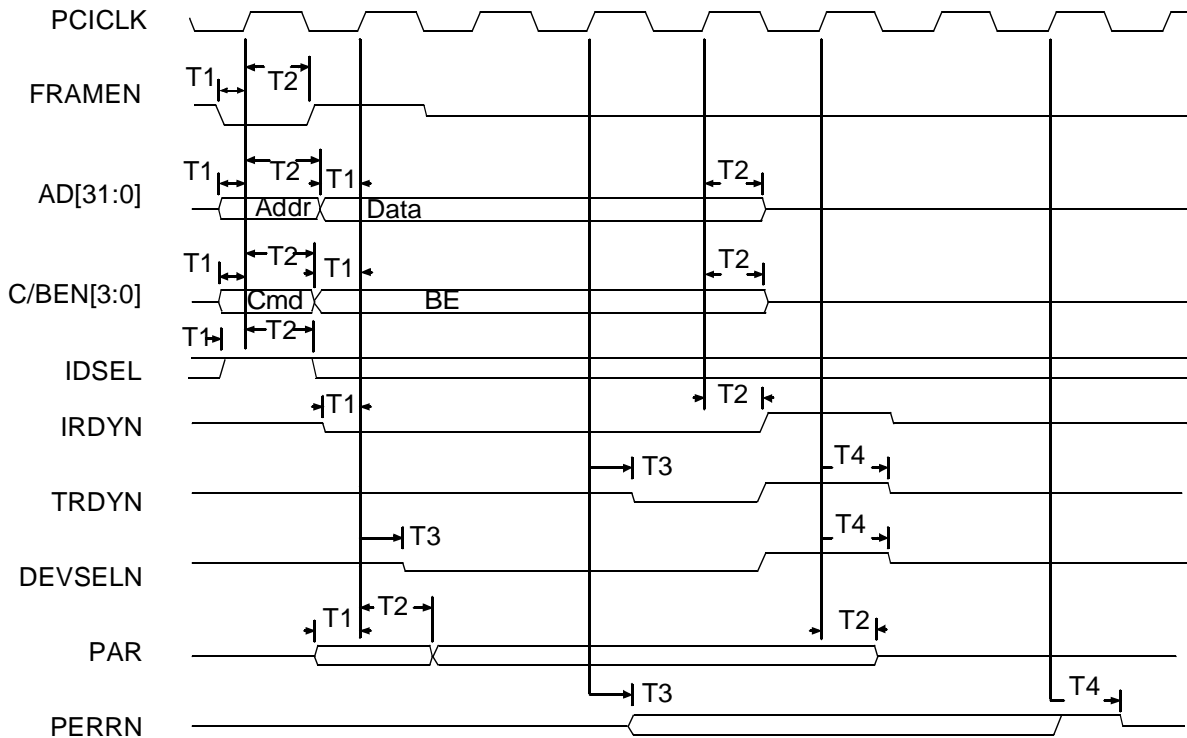 PCICLK
T1 T2
FRAMEN
T1 T2 T1 T2
AD[31:0]
Addr Data
T1 T2 T1 T2
C/BEN[3:0]
Cmd BE
T1 T2
IDSEL
T1 T2
IRDYN
T3 T4
TRDYN
T3 T4
DEVSELN
T1 T2 T2
PAR
T3 T4
PERRN